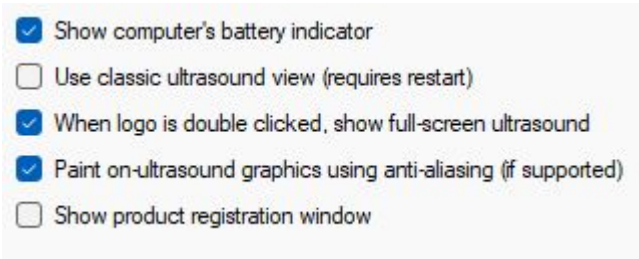 Show computer's battery indicator
Use classic ultrasound view (requires restart)
When logo is double clicked, show full-screen ultrasound
Paint on-ultrasound graphics using anti-aliasing (if supported)
Show product registration window